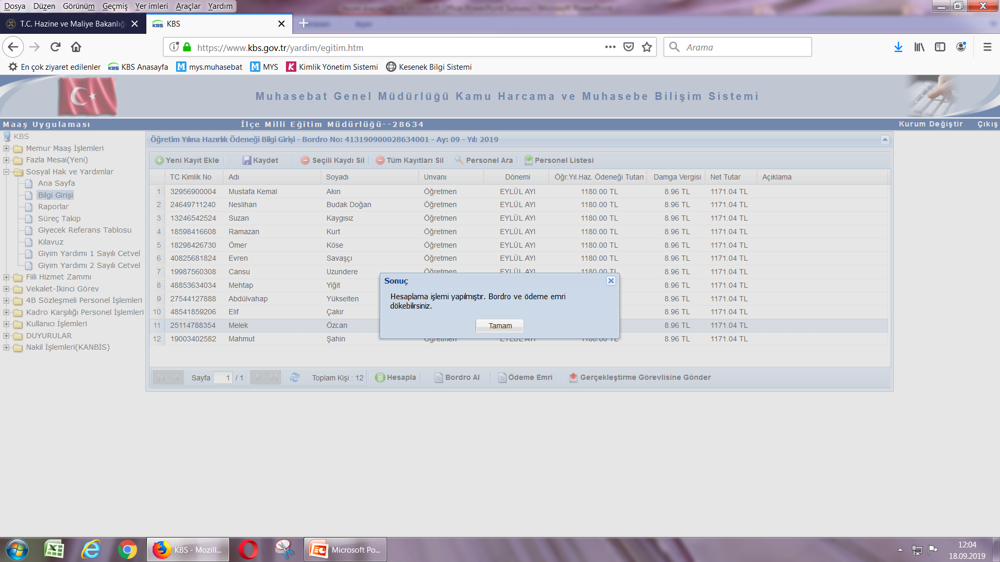 Dosya Düzen Görünüm Geçmiş Yer imleri Araçlar Yardım
T.C. Hazine ve Maliye Bakanlığı
KBS
https://www.kbs.gov.tr/yardim/egitim.htm
Arama
En çok ziyaret edilenler KBS Anasayfa mys.muhasebat MYS Kimlik Yönetim Sistemi Kesenek Bilgi Sistemi
Muhasebat Genel Müdürlüğü Kamu Harcama ve Muhasebe Bilişim Sistemi
Maaş Uygulaması İlçe Milli Eğitim Müdürlüğü--28634 Kurum Değiştir Çıkış
KBS
Memur Maaş İşlemleri
Fazla Mesai(Yeni)
Sosyal Hak ve Yardımlar
Ana Sayfa
Bilgi Girişi
Raporlar
Süreç Takip
Giyecek Referans Tablosu
Kılavuz
Giyim Yardımı 1 Sayılı Cetvel
Giyim Yardımı 2 Sayılı Cetvel
Fiili Hizmet Zammı
Vekalet-İkinci Görev
4B Sözleşmeli Personel İşlemleri
Kadro Karşılığı Personel İşlemleri
Kullanıcı İşlemleri
DUYURULAR
Nakil İşlemleri(KANBİS)
Öğretim Yılına Hazırlık Ödeneği Bilgi Girişi - Bordro No: 413190900028634001 - Ay: 09 - Yıl: 2019
Yeni Kayıt Ekle Kaydet Seçili Kaydı Sil Tüm Kayıtları Sil Personel Ara Personel Listesi
TC Kimlik No Adı Soyadı Unvanı Dönemi Öğr.Yıl.Haz. Ödeneği Tutarı Damga Vergisi Net Tutar Açıklama
1 32956900004 Mustafa Kemal Akın Öğretmen EYLÜL AYI 1180.00 TL 8.96 TL 1171.04 TL
2 24649711240 Neslihan Budak Doğan Öğretmen EYLÜL AYI 1180.00 TL 8.96 TL 1171.04 TL
3 13246542524 Suzan Kaygısız Öğretmen EYLÜL AYI 1180.00 TL 8.96 TL 1171.04 TL
4 18598416608 Ramazan Kurt Öğretmen EYLÜL AYI 1180.00 TL 8.96 TL 1171.04 TL
5 18298426730 Ömer Köse Öğretmen EYLÜL AYI 1180.00 TL 8.96 TL 1171.04 TL
6 40825681824 Evren Savaşçı Öğretmen EYLÜL AYI 1180.00 TL 8.96 TL 1171.04 TL
7 19987560308 Cansu Uzundere Öğretmen EYLÜL AYI 1180.00 TL 8.96 TL 1171.04 TL
8 48853634034 Mehtap Yiğit 8.96 TL 1171.04 TL
9 27544127888 Abdülvahap Yükselten 8.96 TL 1171.04 TL
10 48541859206 Elif Çakır 8.96 TL 1171.04 TL
11 25114788354 Melek Özcan 8.96 TL 1171.04 TL
12 19003402582 Mahmut Şahin Öğretmen EYLÜL AYI 1180.00 TL 8.96 TL 1171.04 TL
Sonuç
Hesaplama işlemi yapılmıştır. Bordro ve ödeme emri
dökebilirsiniz.
Tamam
Sayfa 1 / 1 Toplam Kişi : 12 Hesapla Bordro Al Ödeme Emri Gerçekleştirme Görevlisine Gönder
KBS - Mozill...
Microsoft Po...
12:04
18.09.2019